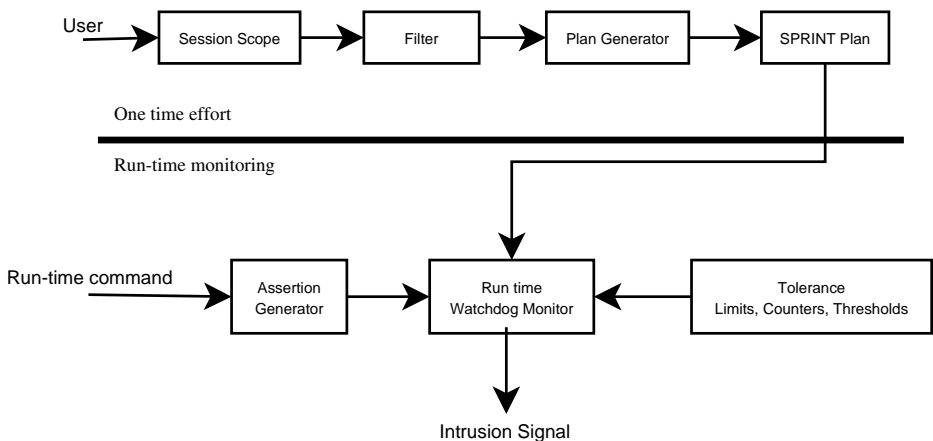 User
Session Scope
Filter
Plan Generator
SPRINT Plan
One time effort
Run-time monitoring
Run-time command
Assertion
Generator
Run time
Watchdog Monitor
Tolerance
Limits, Counters, Thresholds
Intrusion Signal